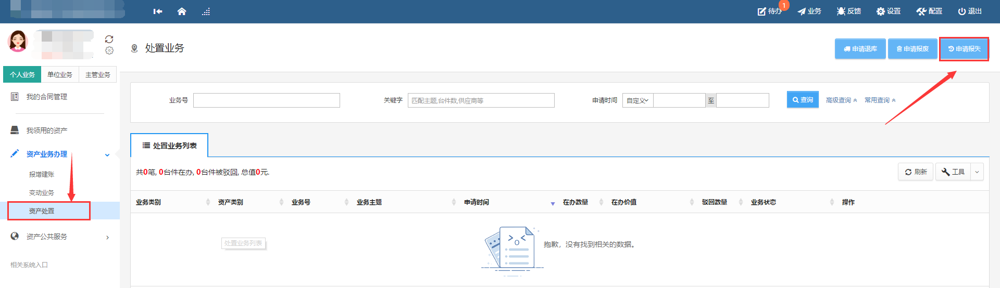 待办 1 业务 反馈 设置 配置 退出
处置业务
申请退库 申请报废 申请报失
个人业务 单位业务 主管业务
我的合同管理
我领用的资产
资产业务办理
报增建账
变动业务
资产处置
资产公共服务
相关系统入口
业务号 关键字 匹配主题,台件数,供应商等 申请时间 自定义 至 查询 高级查询 常用查询
处置业务列表
共0笔, 0台件在办, 0台件被驳回, 总值0元.
刷新 工具
业务类别 资产类别 业务号 业务主题 申请时间 在办数量 在办价值 驳回数量 业务状态 操作
处置业务列表
抱歉，没有找到相关的数据。